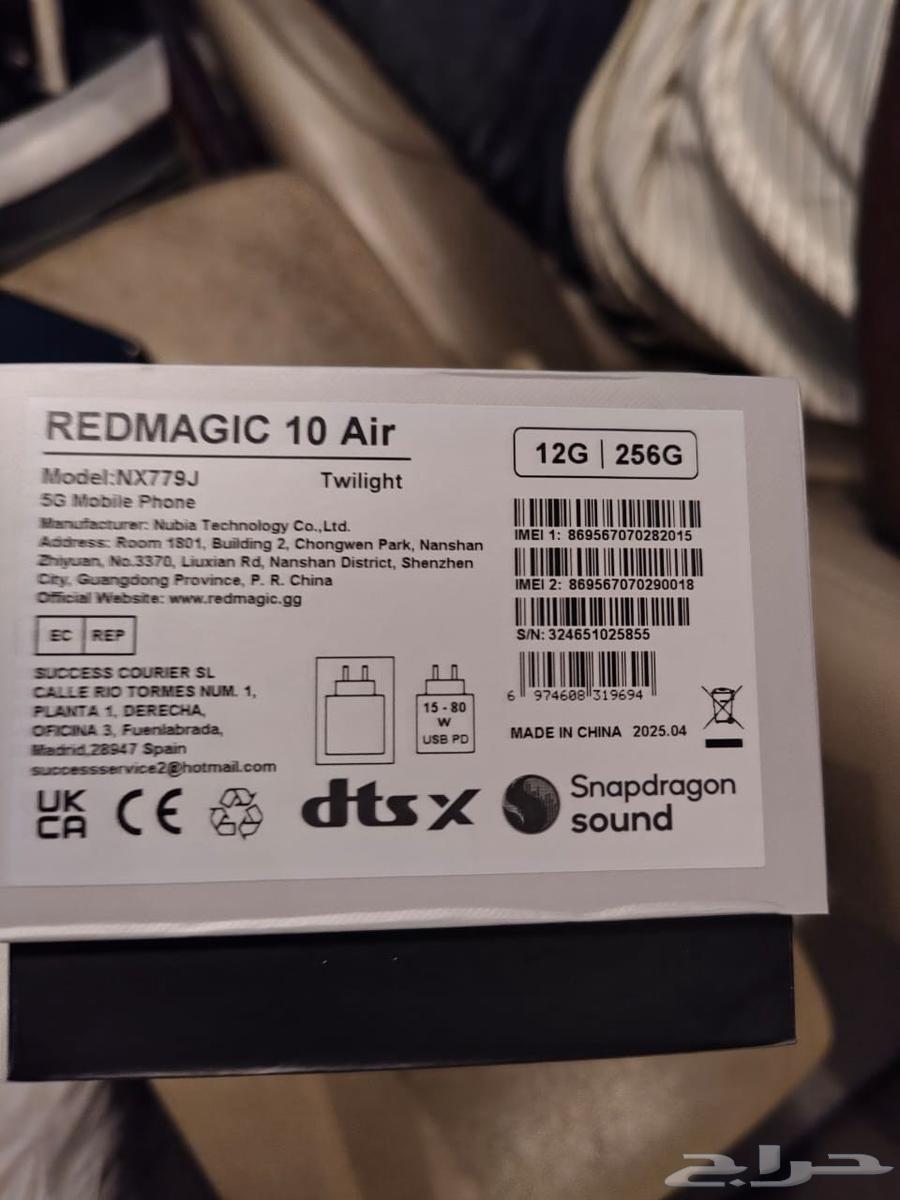 REDMAGIC 10 Air
Model:NX779J Twilight
5G Mobile Phone
Manufacturer: Nubia Technology Co.,Ltd.
Address: Room 1801, Building 2, Chongwen Park, Nanshan
Zhiyuan, No.3370, Liuxian Rd, Nanshan District, Shenzhen
City, Guangdong Province, P. R. China
Official Website: www.redmagic.gg
EC REP
SUCCESS COURIER SL
CALLE RIO TORMES NUM. 1,
PLANTA 1, DERECHA,
OFICINA 3, Fuenlabrada,
Madrid,28947 Spain
successservice2@hotmail.com
12G | 256G
IMEI 1: 869567070282015
IMEI 2: 869567070290018
S/N: 324651025855
6 974608 319694
15 - 80
W
USB PD
MADE IN CHINA 2025.04
UK
CA
CE
dts X
Snapdragon
sound
حراج